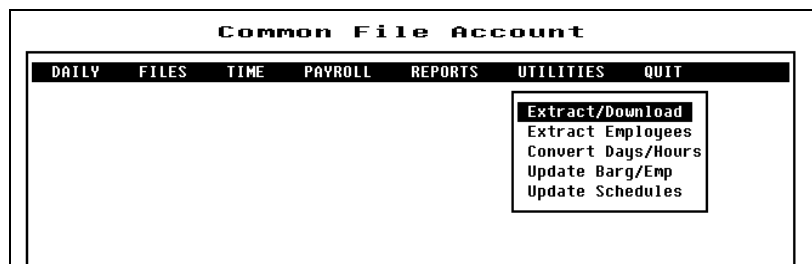 Common File Account
DAILY FILES TIME PAYROLL REPORTS UTILITIES QUIT
Extract/Download
Extract Employees
Convert Days/Hours
Update Barg/Emp
Update Schedules